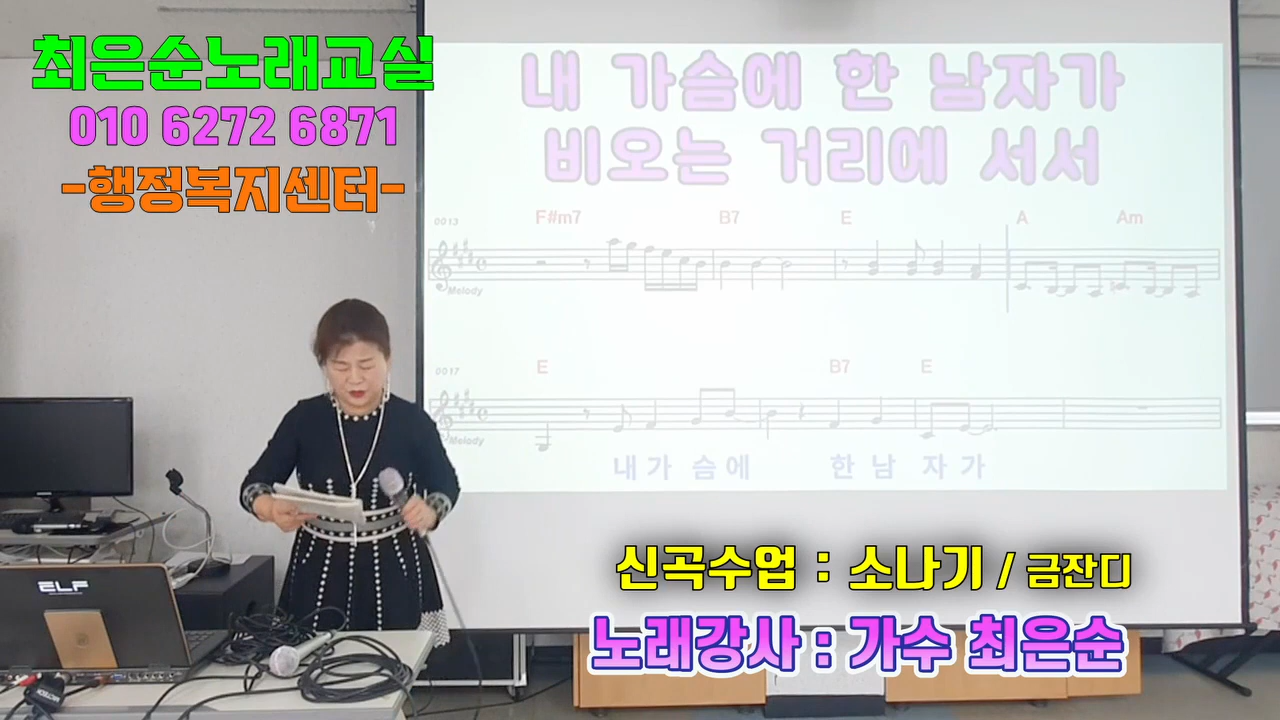 최은순노래교실
010 6272 6871
-행정복지센터-
내 가슴에 한 남자가
비오는 거리에 서서
0013 F#m7 B7 E A Am
Melody
0017 E B7 E
Melody
내 가 슴 에 한 남 자 가
ELF
신곡수업 : 소나기 / 금잔디
노래강사 : 가수 최은순